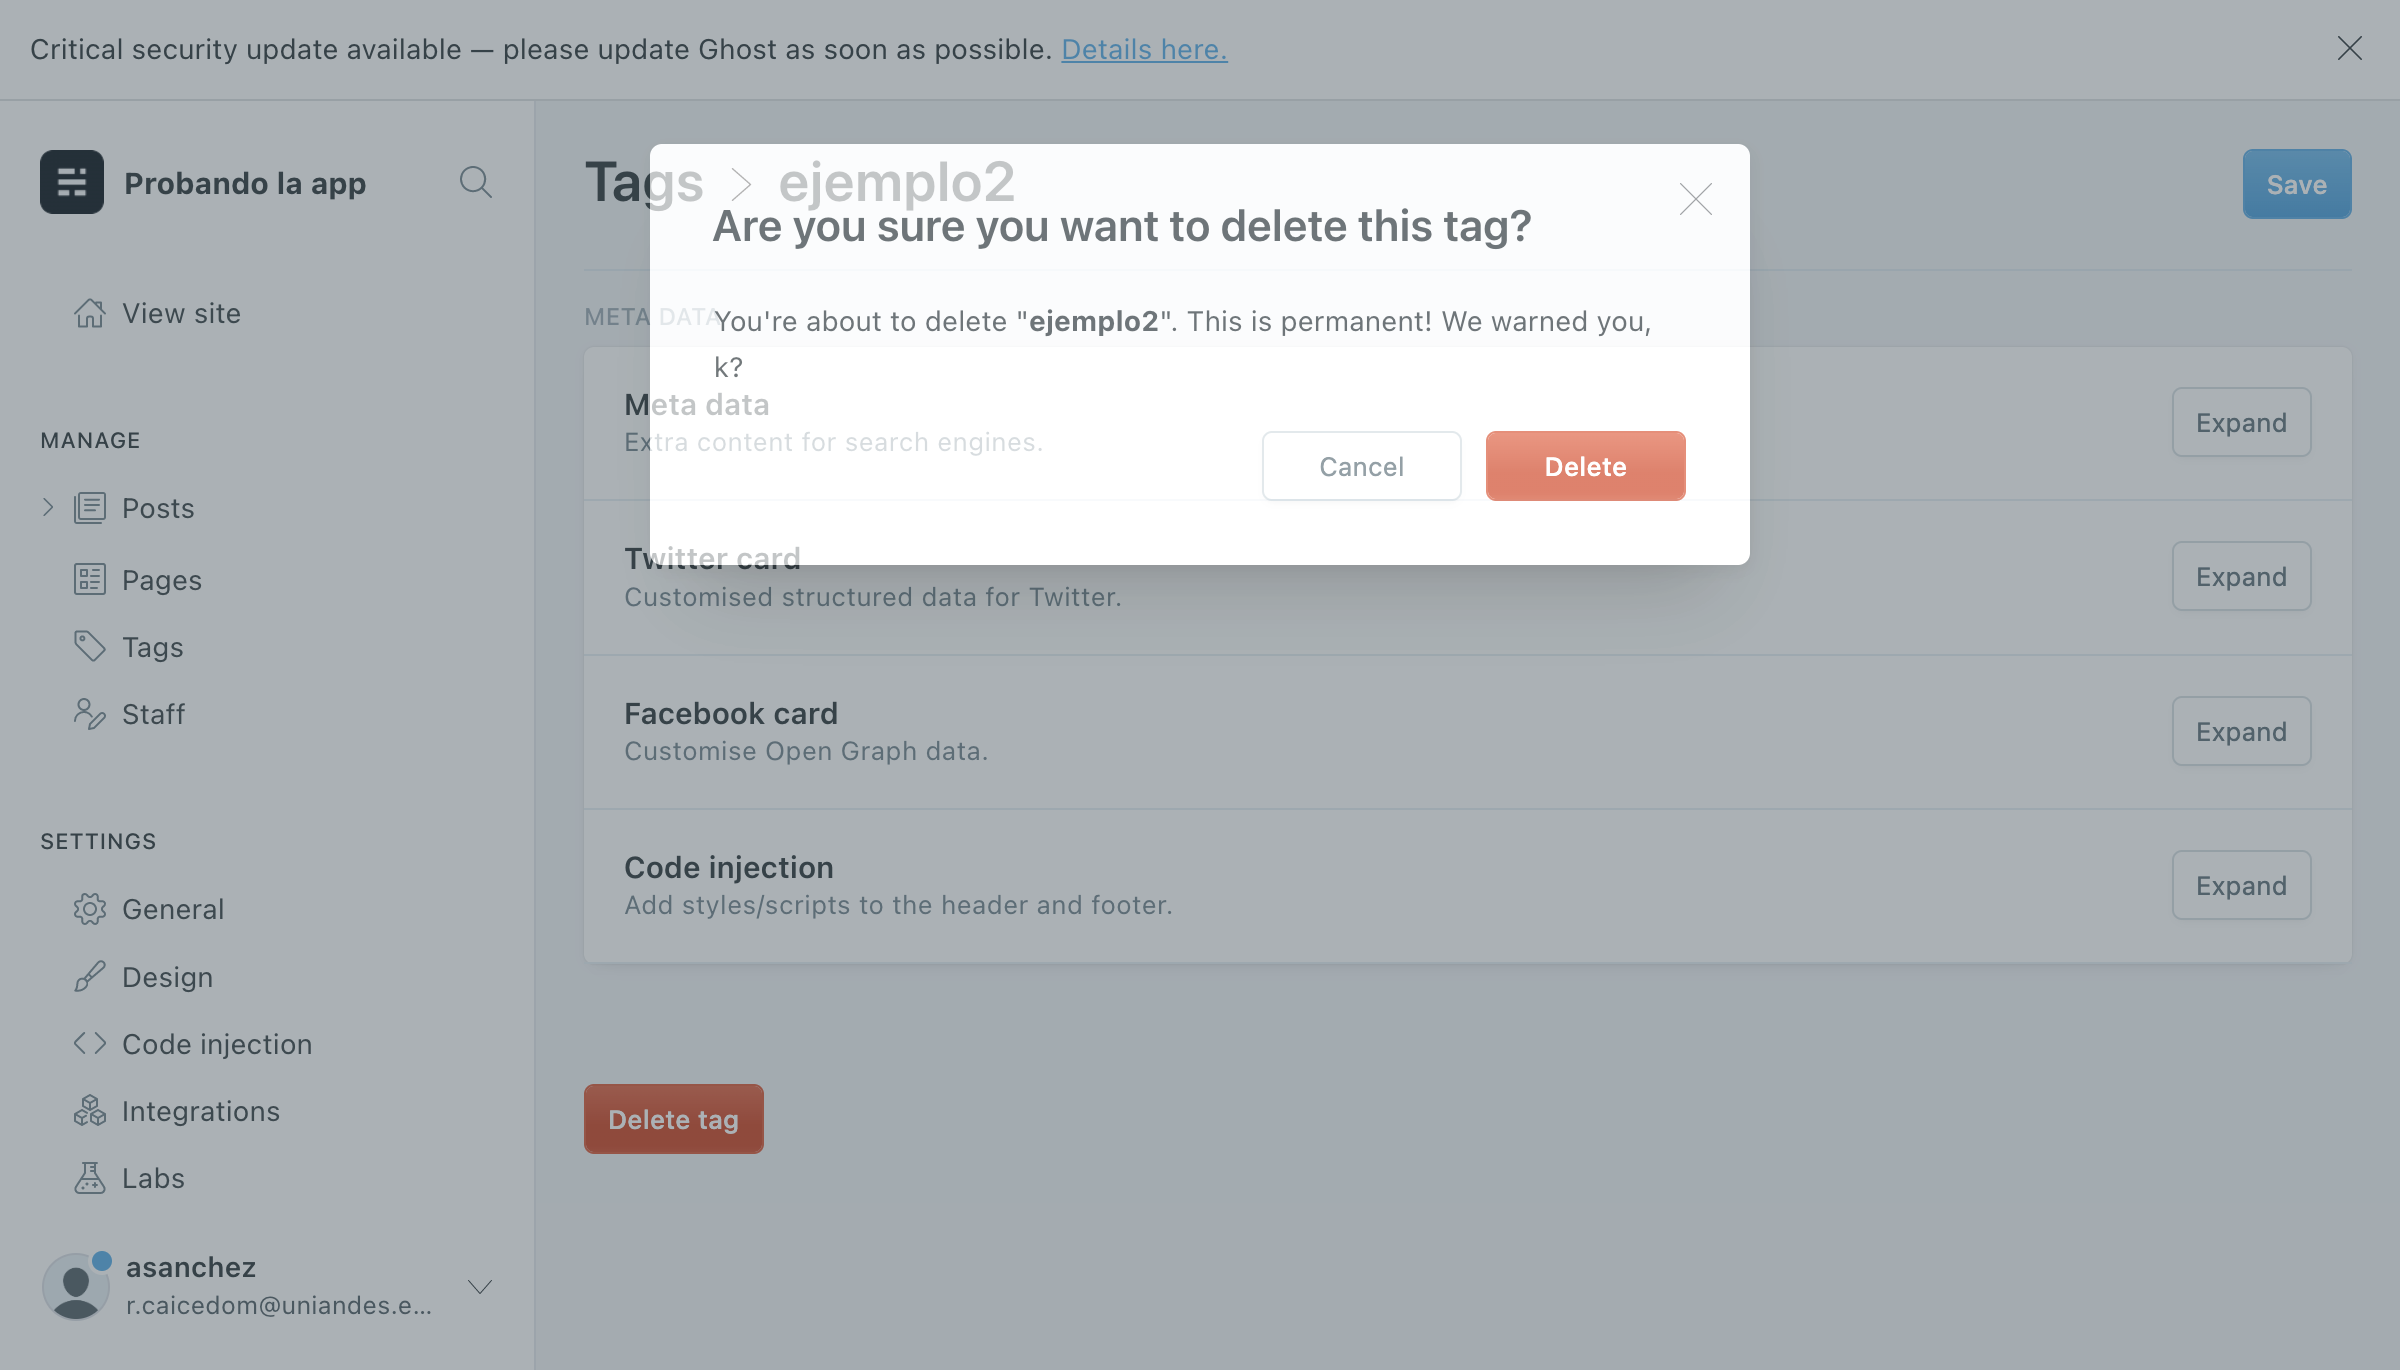 Critical security update available — please update Ghost as soon as possible. Details here.
Probando la app
View site
MANAGE
Posts
Pages
Tags
Staff
SETTINGS
General
Design
Code injection
Integrations
Labs
asanchez
r.caicedom@uniandes.e...
Tags > ejemplo2
Save
Are you sure you want to delete this tag?
You're about to delete "ejemplo2". This is permanent! We warned you,
k?
Cancel
Delete
META DATA
Meta data
Extra content for search engines.
Expand
Twitter card
Customised structured data for Twitter.
Expand
Facebook card
Customise Open Graph data.
Expand
Code injection
Add styles/scripts to the header and footer.
Expand
Delete tag